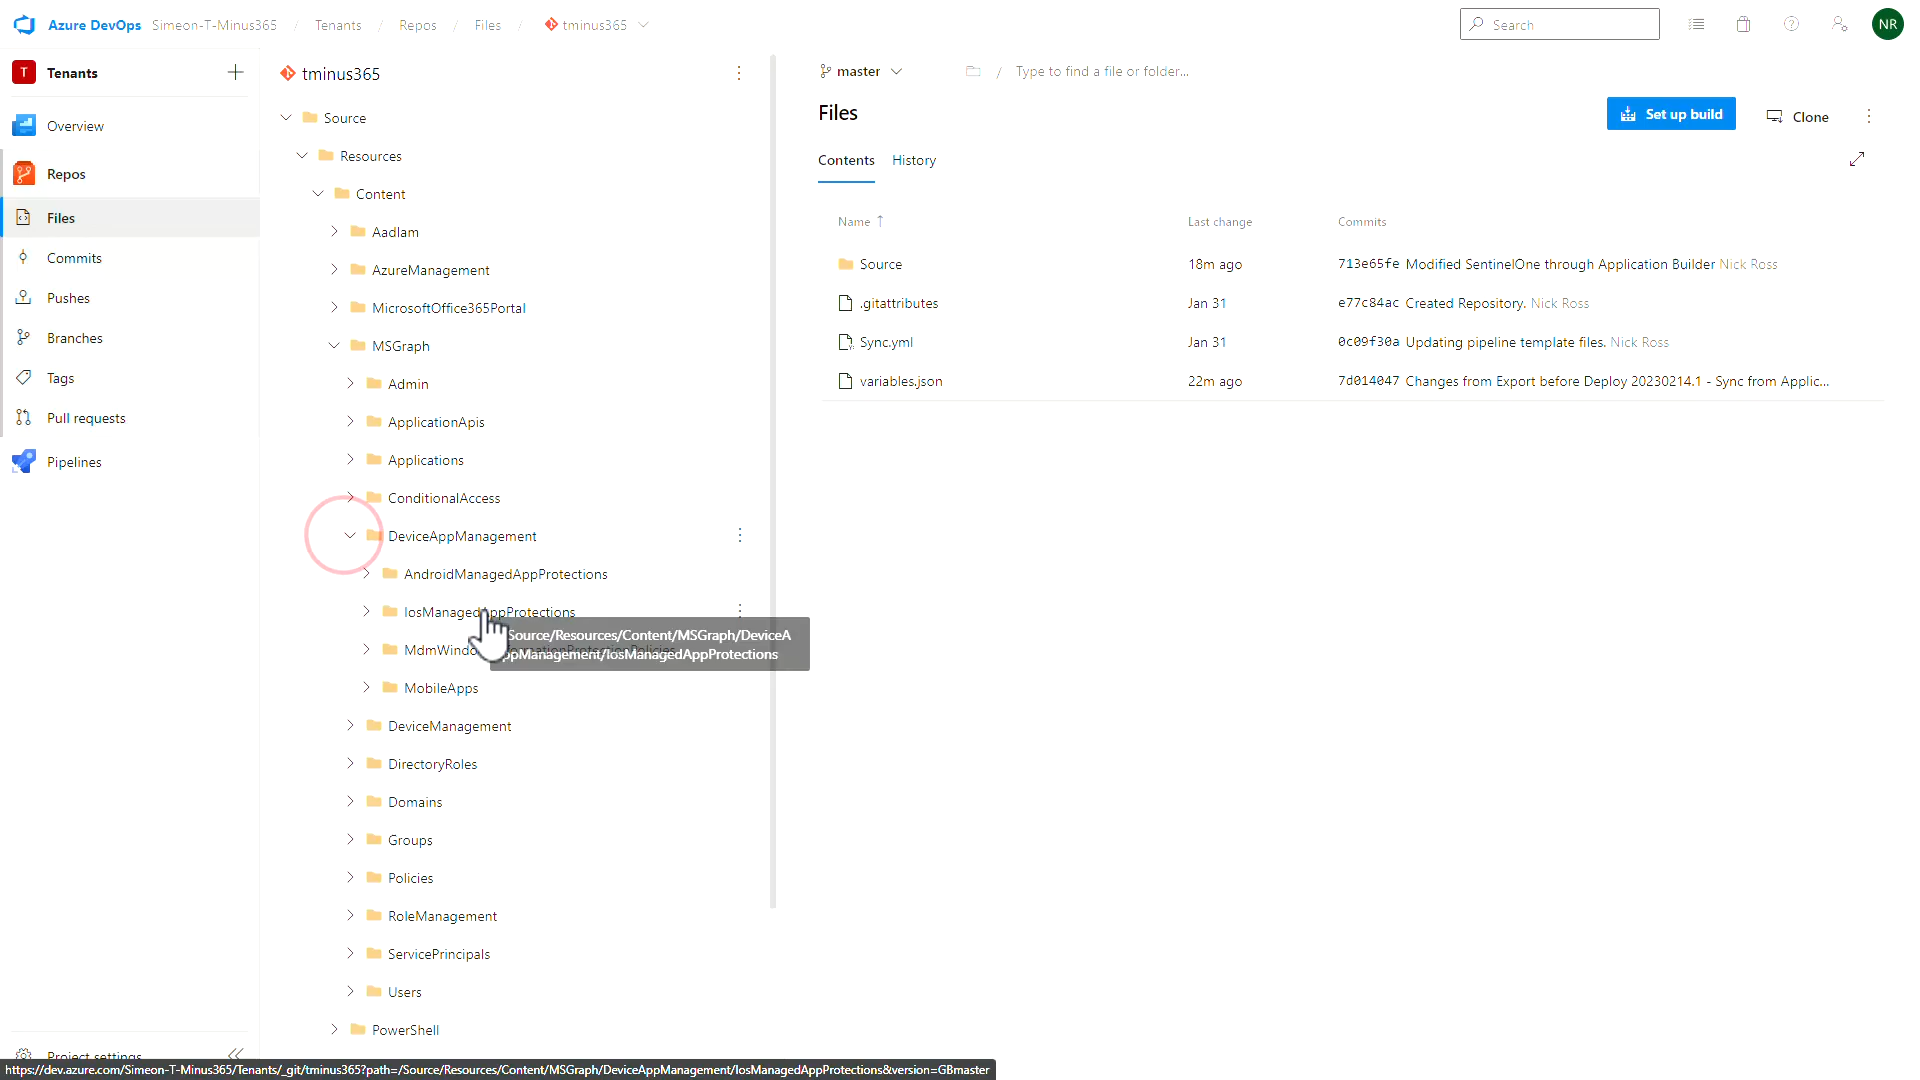 Azure DevOps Simeon-T-Minus365 / Tenants / Repos / Files / tminus365
Search
NR
T Tenants
Overview
Repos
Files
Commits
Pushes
Branches
Tags
Pull requests
Pipelines
Project settings
tminus365
Source
Resources
Content
Aadlam
AzureManagement
MicrosoftOffice365Portal
MSGraph
Admin
ApplicationApis
Applications
ConditionalAccess
DeviceAppManagement
AndroidManagedAppProtections
IosManagedAppProtections
Source/Resources/Content/MSGraph/DeviceA
ppManagement/IosManagedAppProtections
MobileApps
DeviceManagement
DirectoryRoles
Domains
Groups
Policies
RoleManagement
ServicePrincipals
Users
PowerShell
master
/ Type to find a file or folder...
Files
Set up build
Clone
Contents History
Name Last change Commits
Source 18m ago 713e65fe Modified SentinelOne through Application Builder Nick Ross
.gitattributes Jan 31 e77c84ac Created Repository. Nick Ross
Sync.yml Jan 31 0c09f30a Updating pipeline template files. Nick Ross
variables.json 22m ago 7d014047 Changes from Export before Deploy 20230214.1 - Sync from Applic...
https://dev.azure.com/Simeon-T-Minus365/Tenants/_git/tminus365?path=/Source/Resources/Content/MSGraph/DeviceAppManagement/IosManagedAppProtections&version=GBmaster